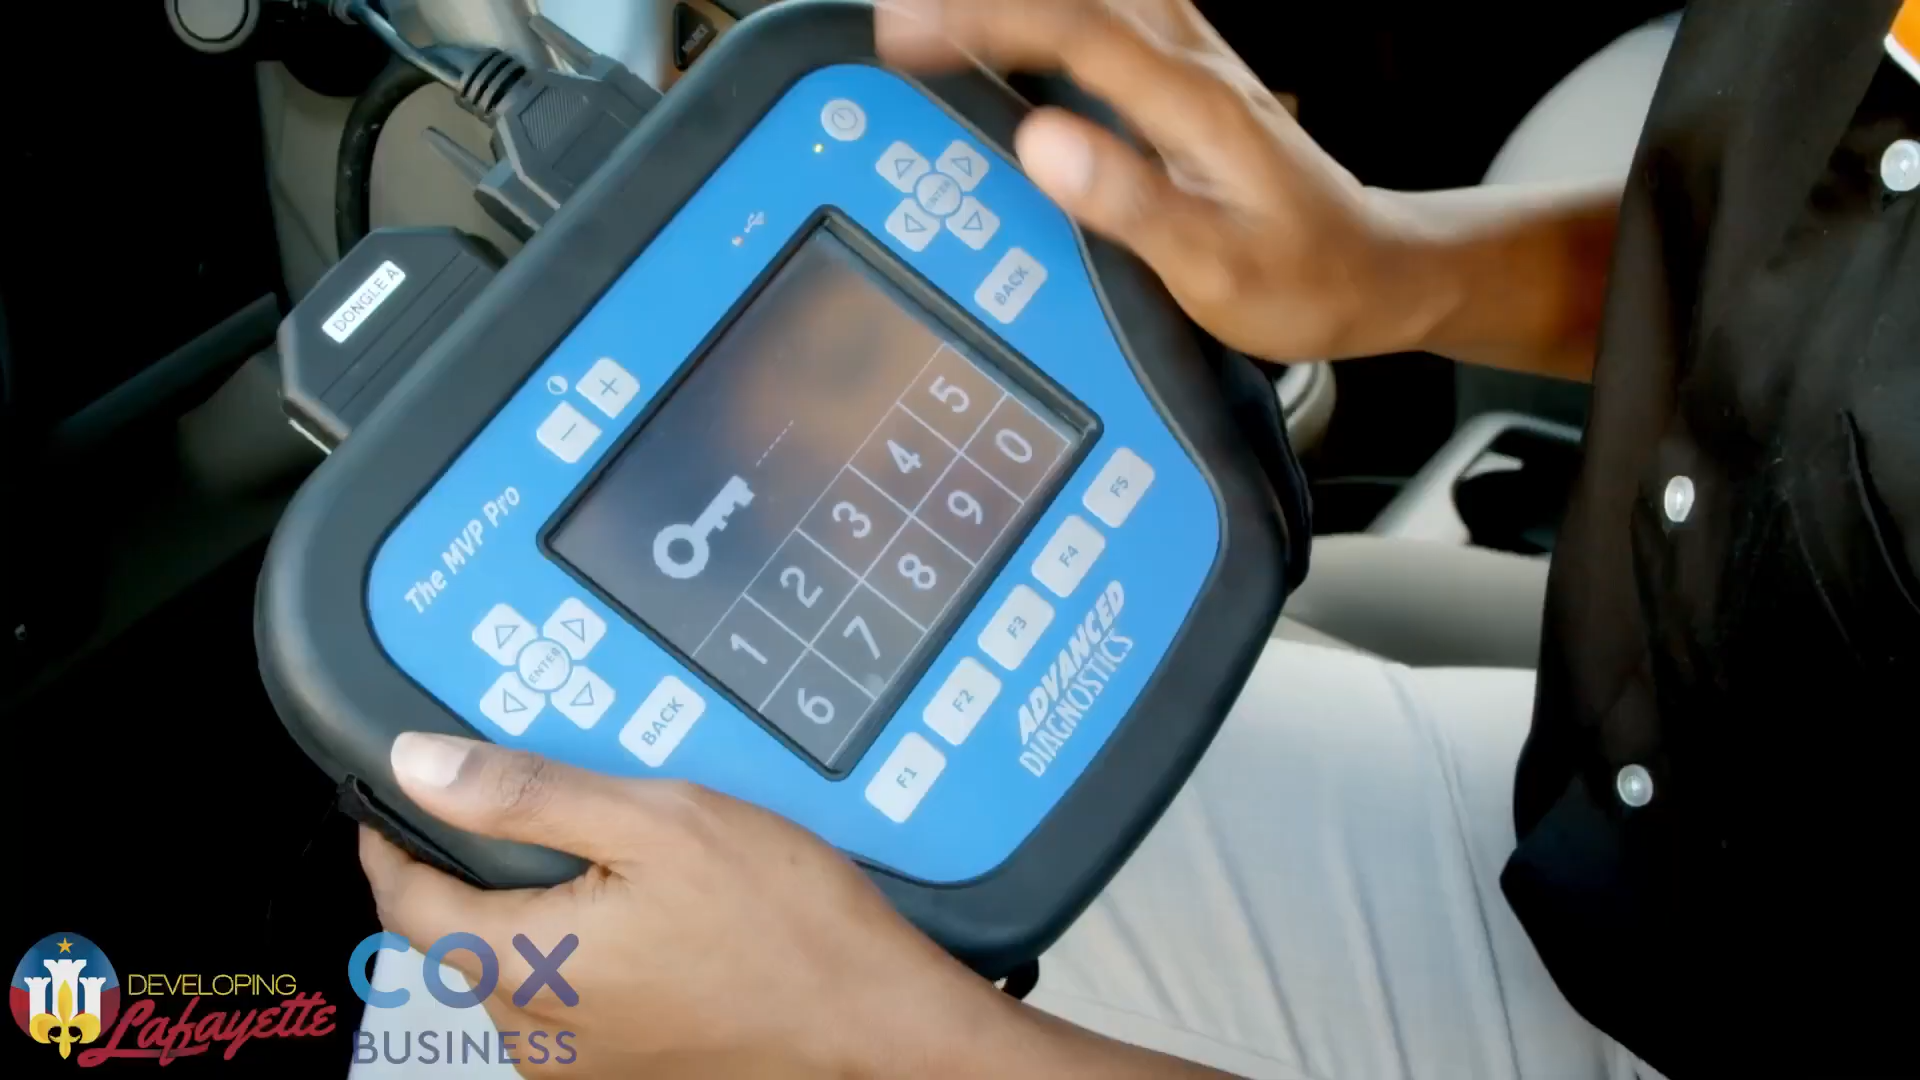 DONGLE A
The MVP Pro
ENTER
BACK
1 2 3 4 5
6 7 8 9 0
ENTER
BACK
F1 F2 F3 F4 F5
ADVANCED
DIAGNOSTICS
DEVELOPING
Lafayette
COX
BUSINESS